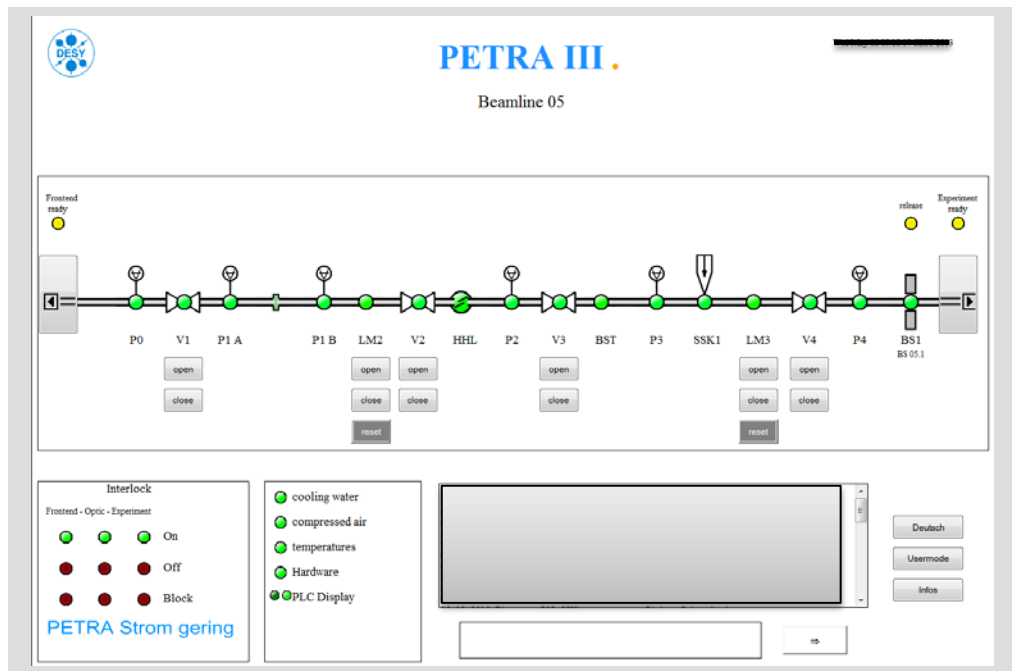 DESY
PETRA III .
Beamline 05
Frontend
ready
release
Experiment
ready
P0 V1 P1 A P1 B LM2 V2 HHL P2 V3 BST P3 SSK1 LM3 V4 P4 BS1
BS 05.1
open open open open open open
close close close close close close
reset reset
Interlock
Frontend - Optic - Experiment
On
Off
Block
PETRA Strom gering
cooling water
compressed air
temperatures
Hardware
PLC Display
Deutsch
Usermode
Infos